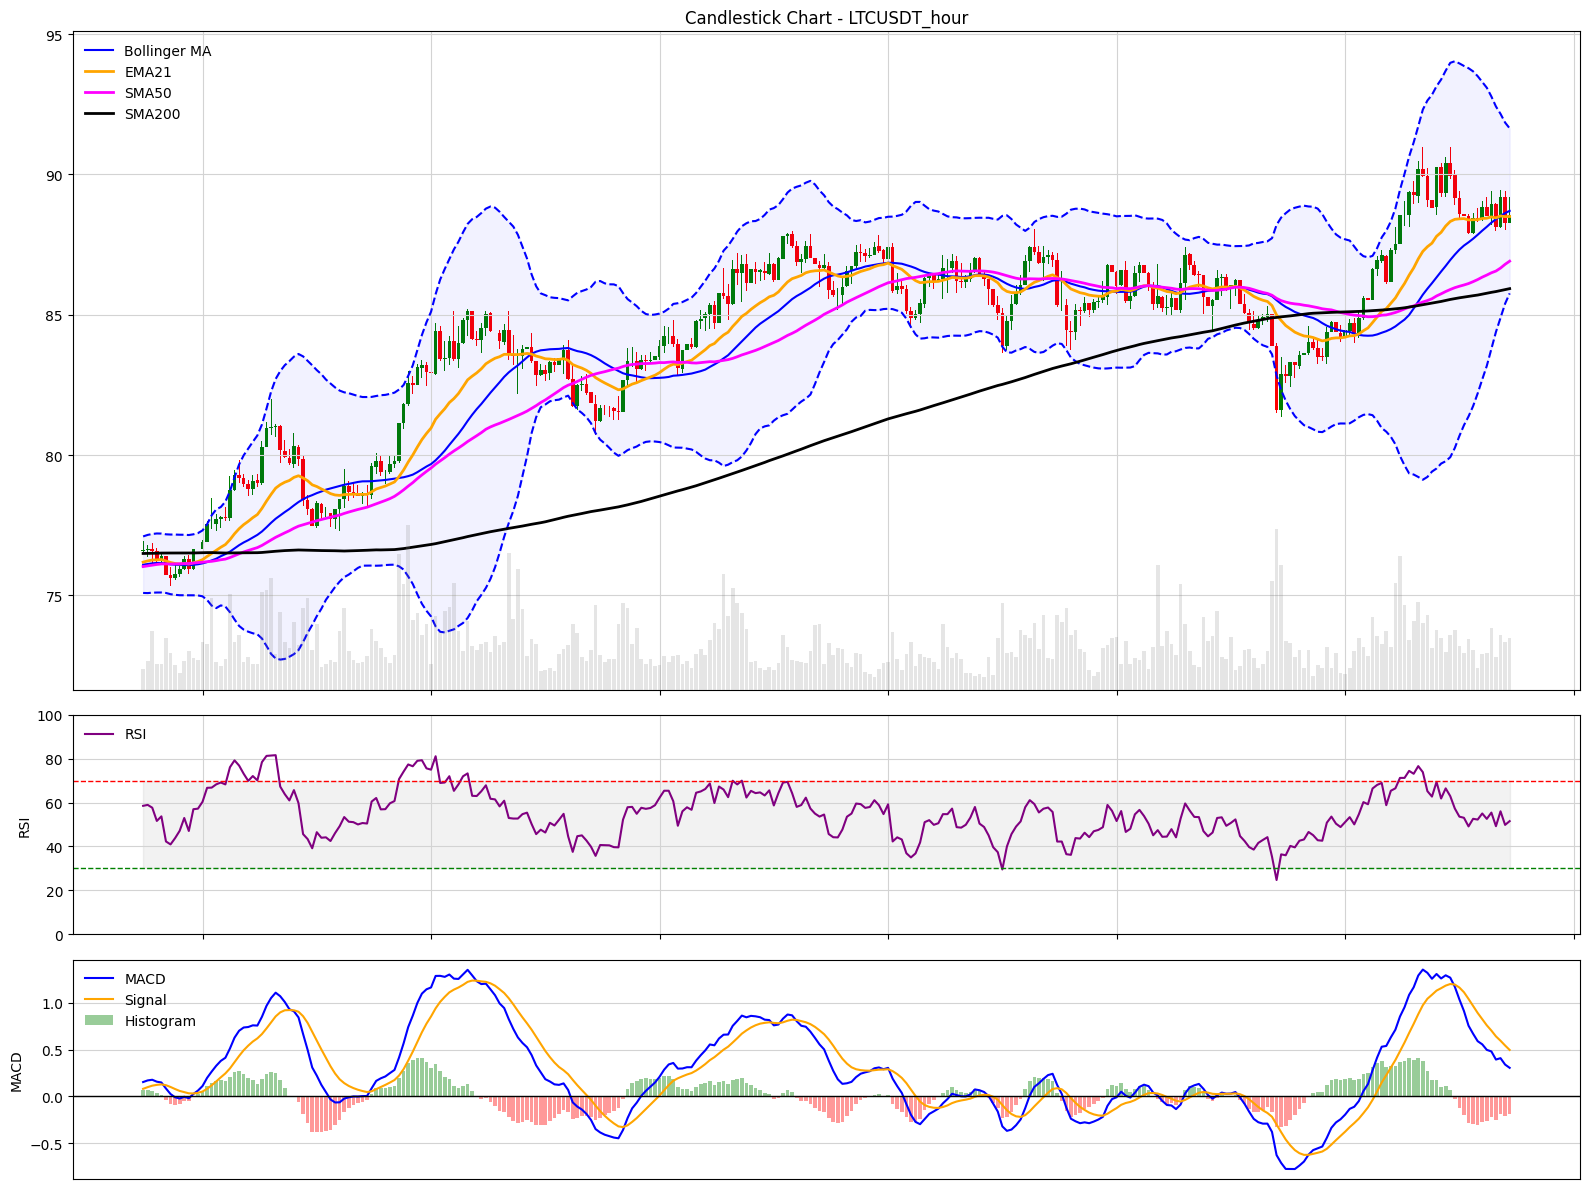 Candlestick Chart - LTCUSDT_hour
95
90
85
80
75
Bollinger MA
EMA21
SMA50
SMA200
100
80
60
40
20
0
RSI
RSI
1.0
0.5
0.0
−0.5
MACD
MACD
Signal
Histogram